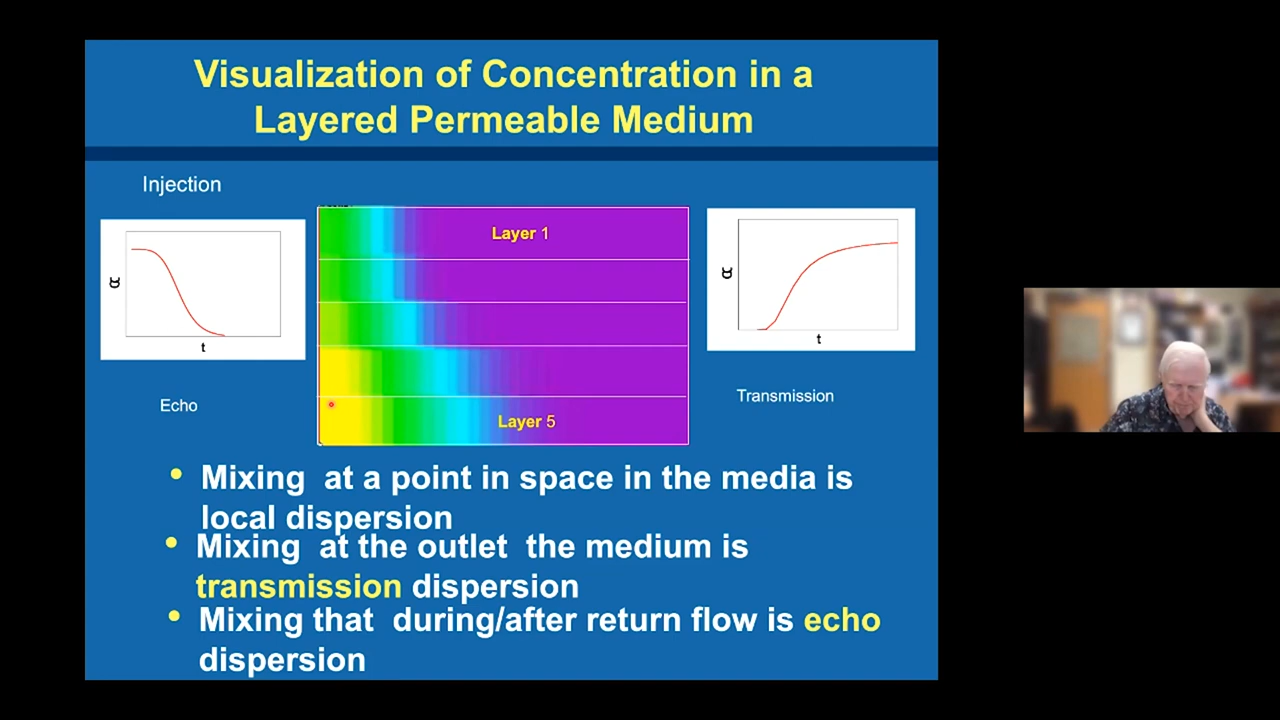 Visualization of Concentration in a
Layered Permeable Medium
Injection
Layer 1
t
t
Echo
Layer 5
Transmission
• Mixing at a point in space in the media is
local dispersion
• Mixing at the outlet the medium is
transmission dispersion
• Mixing that during/after return flow is echo
dispersion